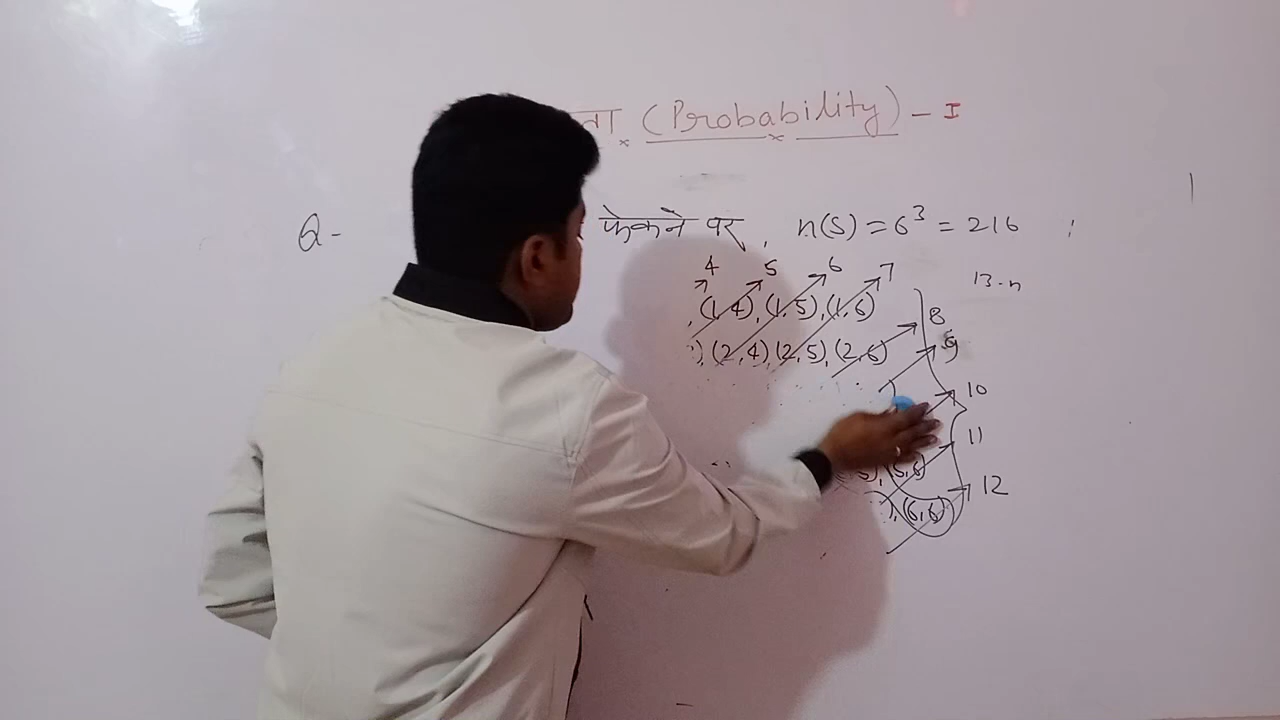 ता (Probability) - I
Q- फेकने पर, n(S) = 6³ = 216 ;
4 5 6 7
13-n
(1,4), (1,5), (1,6)
8
), (2,4), (2,5), (2,6)
9
10
11
, (5,6)
12
), (6,6)